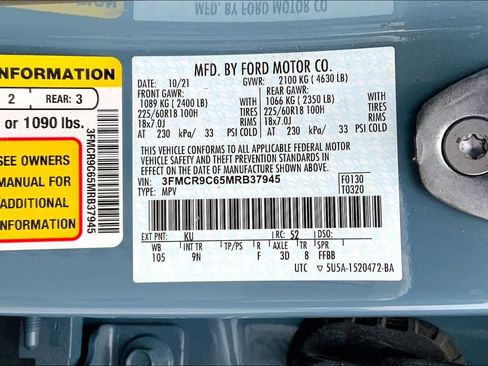 MFD. BY FORD MOTOR CO.
NFORMATION
2 REAR: 3
or 1090 lbs.
SEE OWNERS
MANUAL FOR
ADDITIONAL
INFORMATION
3FMCR9C65MRB37945
MFD. BY FORD MOTOR CO.
DATE: 10/21 GVWR: 2100 KG ( 4630 LB)
FRONT GAWR: REAR GAWR:
1089 KG ( 2400 LB) WITH 1066 KG ( 2350 LB) WITH
225/60R18 100H TIRES 225/60R18 100H TIRES
18x7.0J RIMS 18x7.0J RIMS
AT 230 kPa/ 33 PSI COLD AT 230 kPa/ 33 PSI COLD
THIS VEHICLE CONFORMS TO ALL APPLICABLE FEDERAL MOTOR
VEHICLE SAFETY AND THEFT PREVENTION STANDARDS IN
EFFECT ON THE DATE OF MANUFACTURE SHOWN ABOVE.
VIN: 3FMCR9C65MRB37945 F0130
TYPE: MPV T0320
EXT PNT: KU RC: 52 DSO:
WB INT TR TP/PS R AXLE TR SPR
105 9N F 3D 8 FFBB
UTC 5U5A-1520472-BA